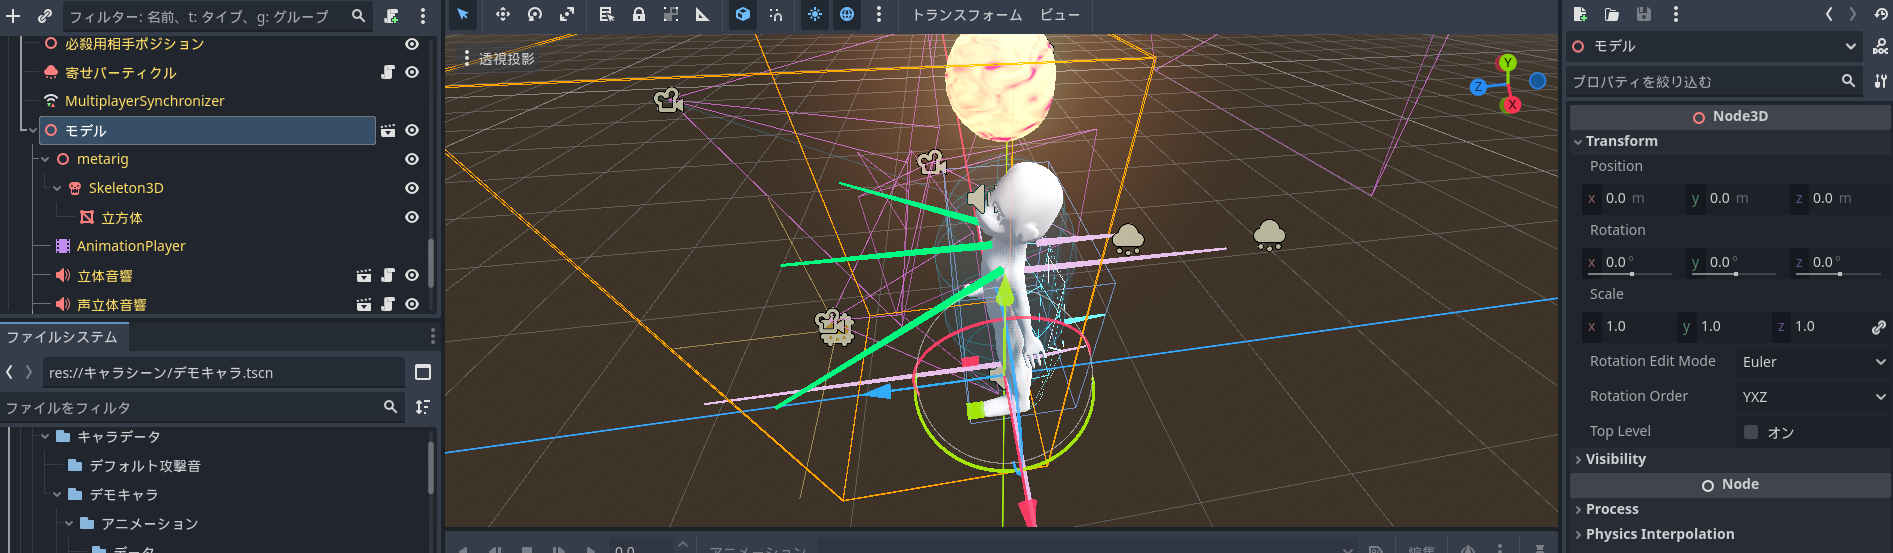 フィルター: 名前、t: タイプ、g: グループ
必殺用相手ポジション
寄せパーティクル
MultiplayerSynchronizer
モデル
metarig
Skeleton3D
立方体
AnimationPlayer
立体音響
声立体音響
ファイルシステム
res://キャラシーン/デモキャラ.tscn
ファイルをフィルタ
キャラデータ
デフォルト攻撃音
デモキャラ
アニメーション
データ
トランスフォーム ビュー
透視投影
Y
Z
X
0.0 アニメーション 編集
モデル
DOC
プロパティを絞り込む
Node3D
Transform
Position
x 0.0 m y 0.0 m z 0.0 m
Rotation
x 0.0° y 0.0° z 0.0°
Scale
x 1.0 y 1.0 z 1.0
Rotation Edit Mode Euler
Rotation Order YXZ
Top Level オン
Visibility
Node
Process
Physics Interpolation